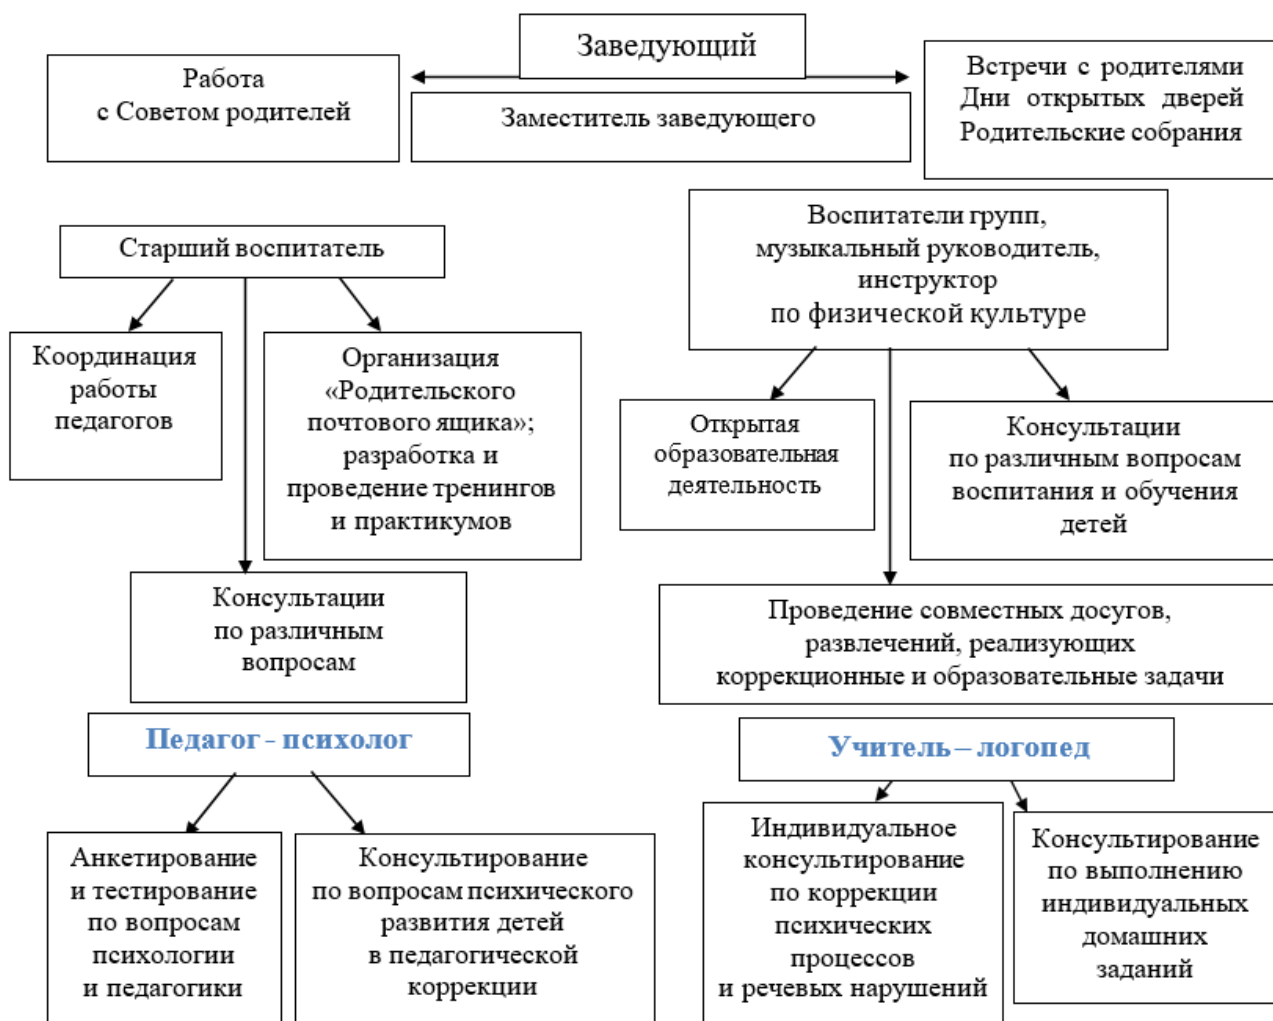 Заведующий
Работа
с Советом родителей
Заместитель заведующего
Встречи с родителями
Дни открытых дверей
Родительские собрания
Старший воспитатель
Воспитатели групп,
музыкальный руководитель,
инструктор
по физической культуре
Координация
работы
педагогов
Организация
«Родительского
почтового ящика»;
разработка и
проведение тренингов
и практикумов
Открытая
образовательная
деятельность
Консультации
по различным вопросам
воспитания и обучения
детей
Консультации
по различным
вопросам
Проведение совместных досугов,
развлечений, реализующих
коррекционные и образовательные задачи
Педагог - психолог
Учитель – логопед
Анкетирование
и тестирование
по вопросам
психологии
и педагогики
Консультирование
по вопросам психического
развития детей
в педагогической
коррекции
Индивидуальное
консультирование
по коррекции
психических
процессов
и речевых нарушений
Консультирование
по выполнению
индивидуальных
домашних
заданий